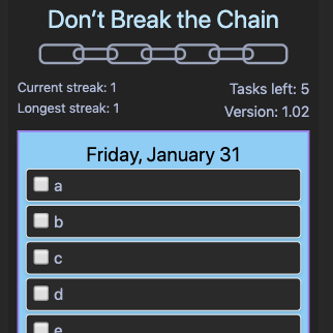 Don’t Break the Chain
Current streak: 1
Tasks left: 5
Longest streak: 1
Version: 1.02
Friday, January 31
a
b
c
d
e